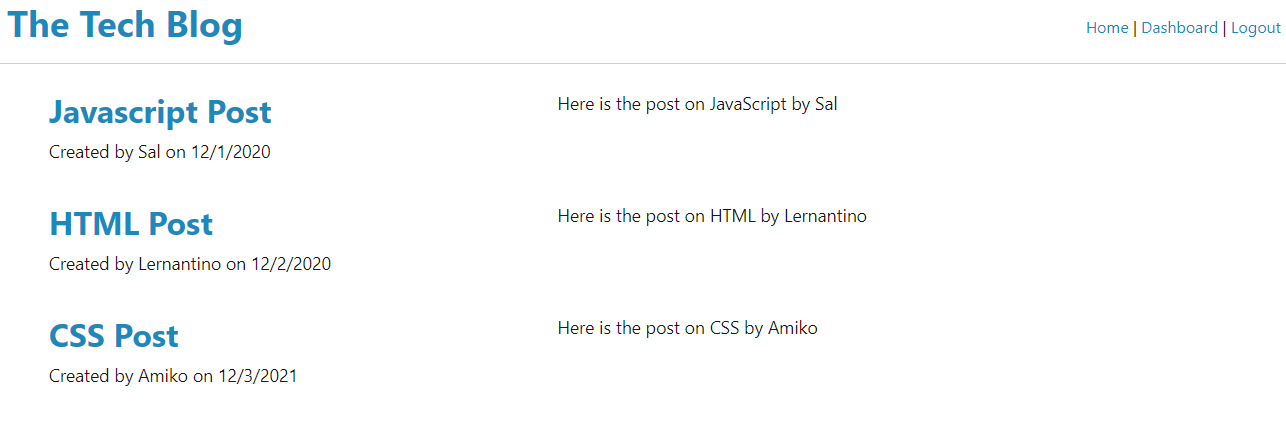 The Tech Blog
Home | Dashboard | Logout
Javascript Post
Here is the post on JavaScript by Sal
Created by Sal on 12/1/2020
HTML Post
Here is the post on HTML by Lernantino
Created by Lernantino on 12/2/2020
CSS Post
Here is the post on CSS by Amiko
Created by Amiko on 12/3/2021